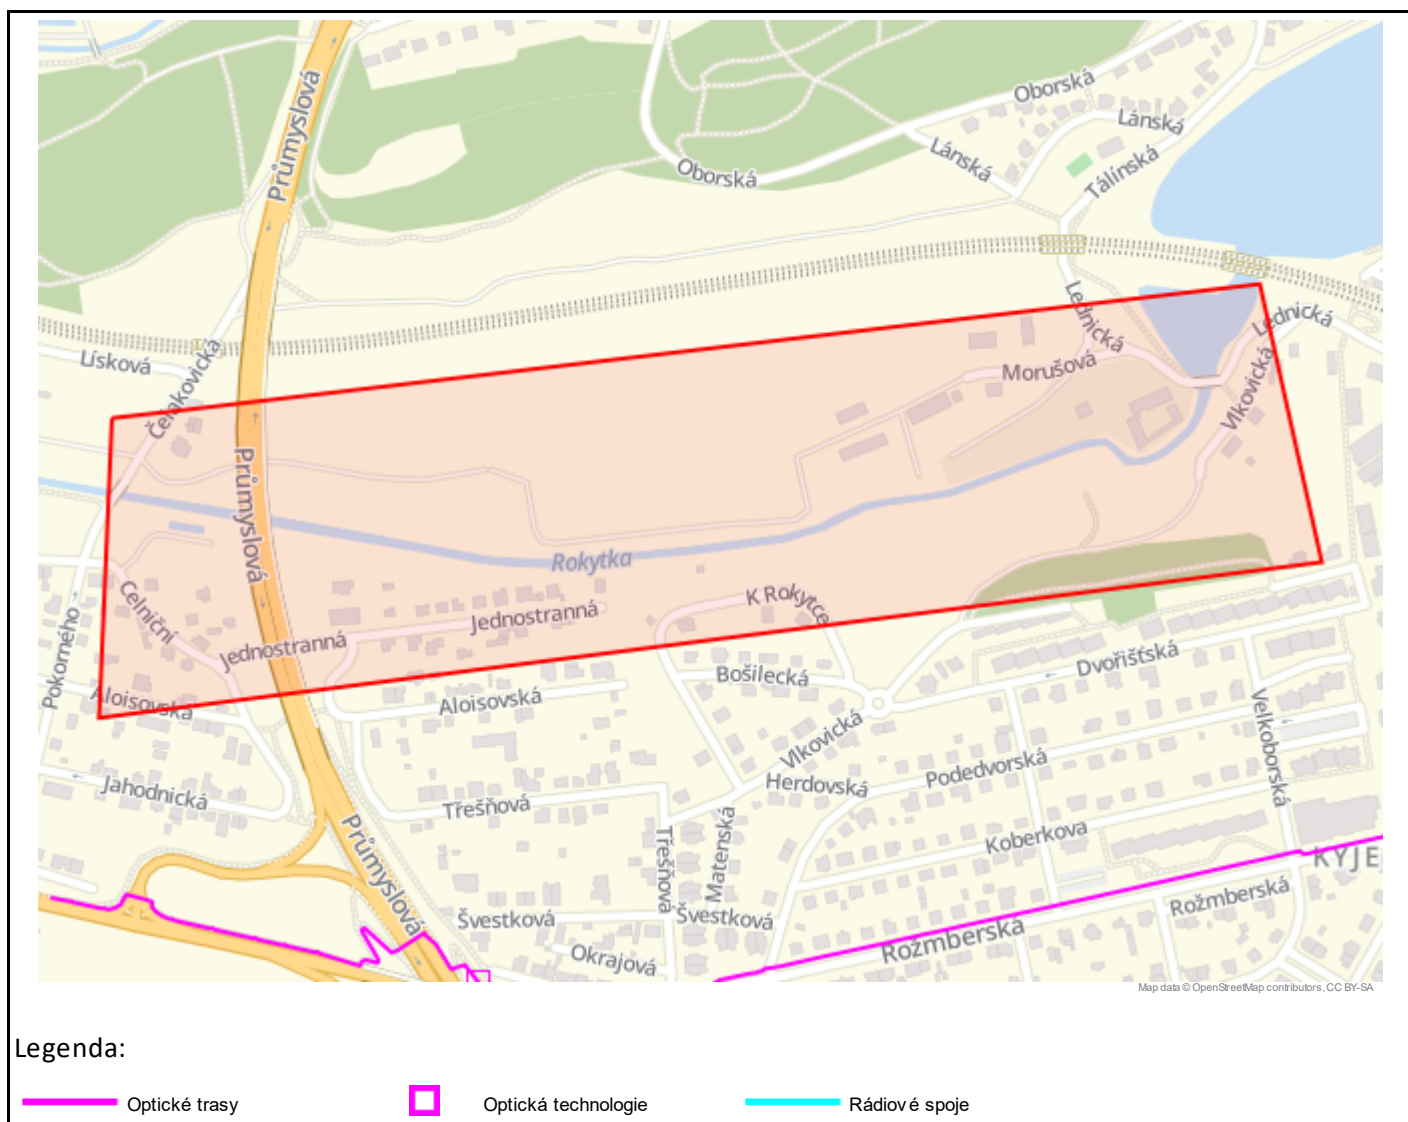 Průmyslová
Oborská
Lánská
Oborská
Lánská
Tálínská
Lednická
Lednická
Lísková
Čelakovická
Morušová
Vlkovická
Průmyslová
Rokytka
K Rokytce
Celniční
Jednostranná
Jednostranná
Pokorného
Aloisovská
Aloisovská
Bošilecká
Dvořišťská
Vlkovická
Velkoborská
Jahodnická
Třešňová
Herdovská
Podedvorská
Průmyslová
Třešňová
Matenská
Koberkova
KYJE
Švestková
Švestková
Rožmberská
Rožmberská
Okrajová
Map data © OpenStreetMap contributors, CC BY-SA
Legenda:
Optické trasy Optická technologie Rádiové spoje